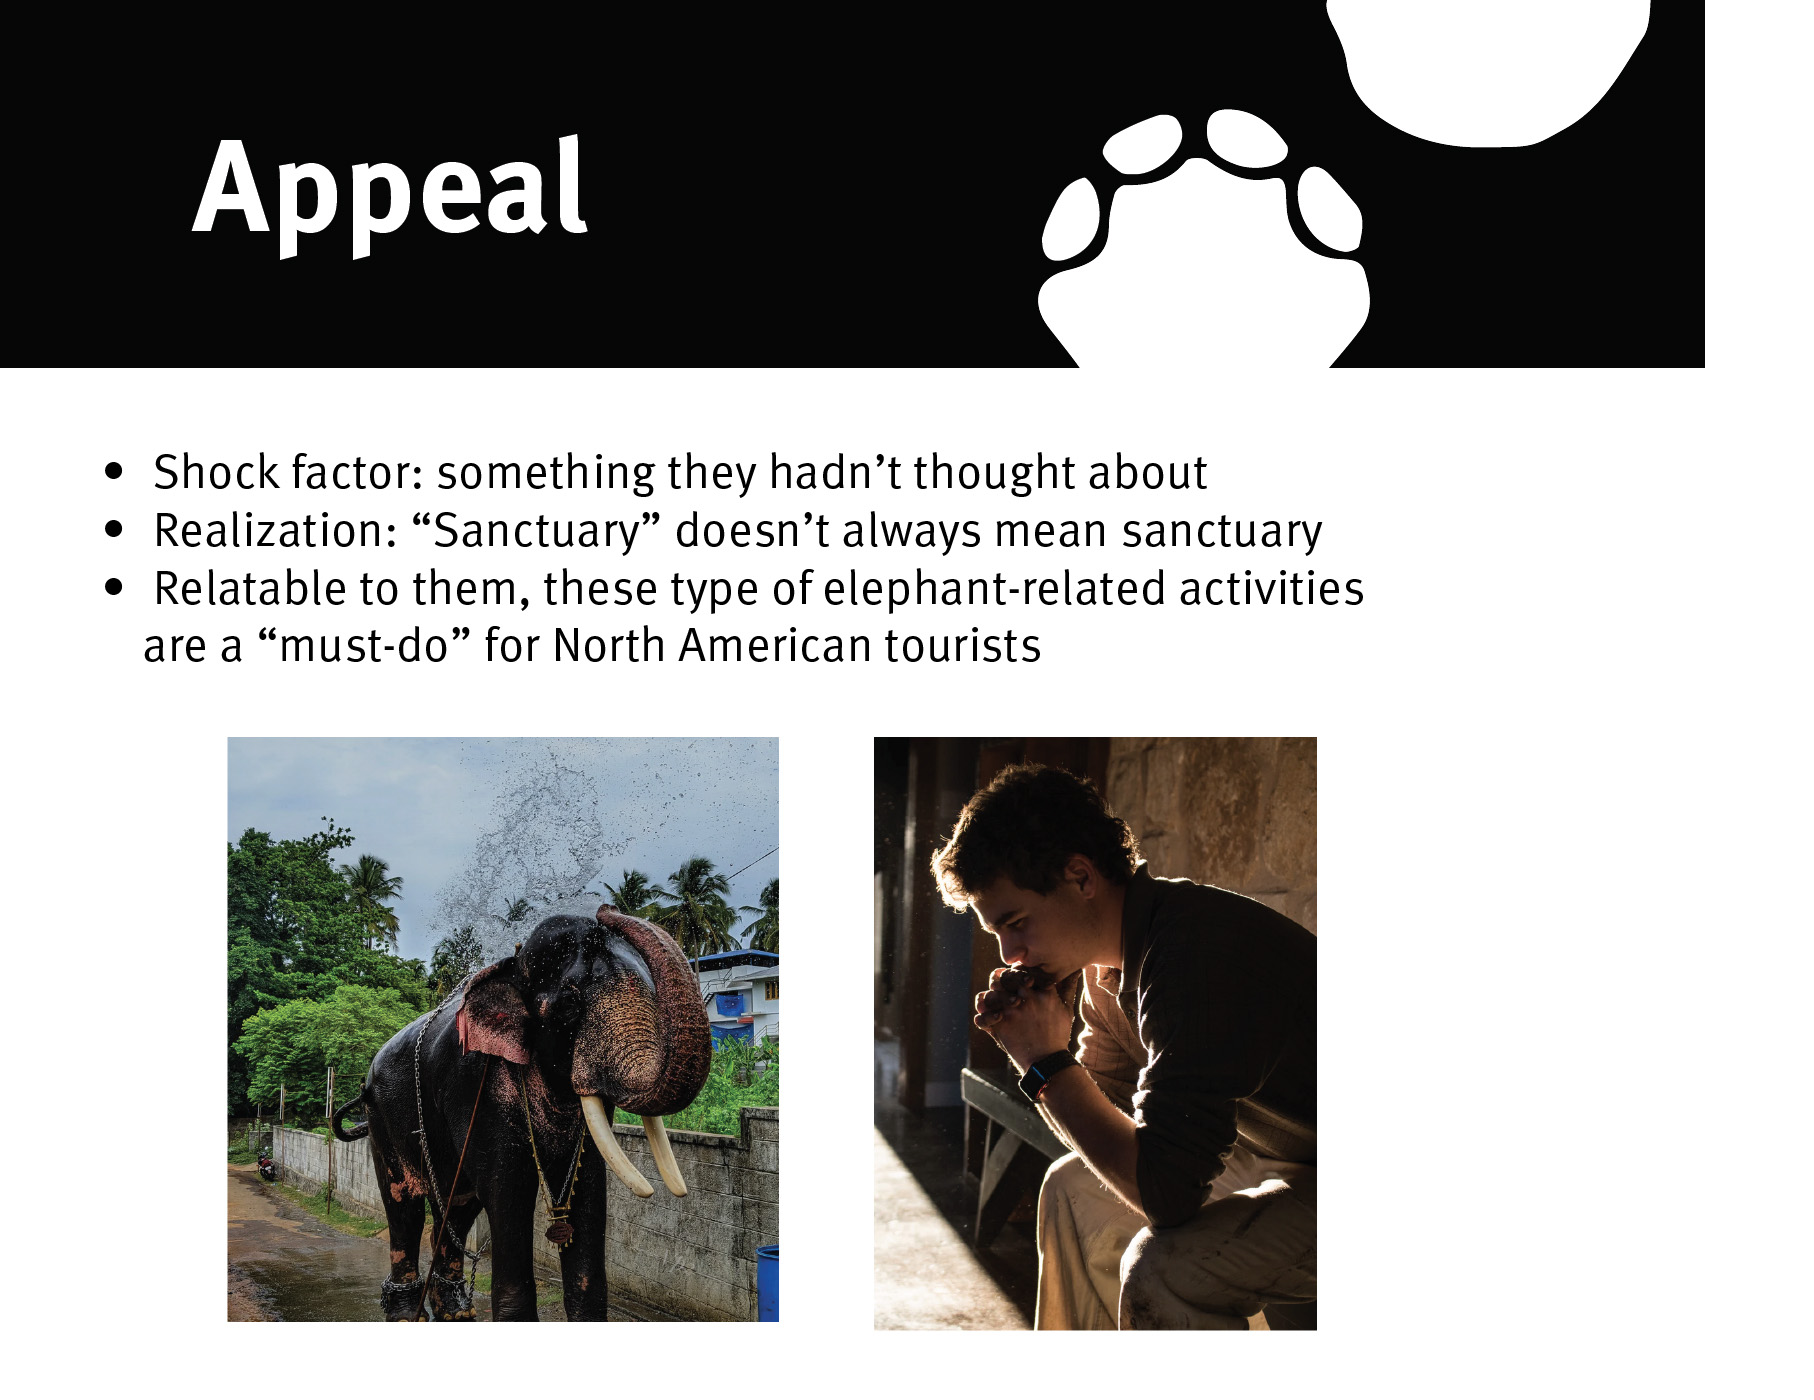 Appeal
• Shock factor: something they hadn’t thought about
• Realization: “Sanctuary” doesn’t always mean sanctuary
• Relatable to them, these type of elephant-related activities
are a “must-do” for North American tourists